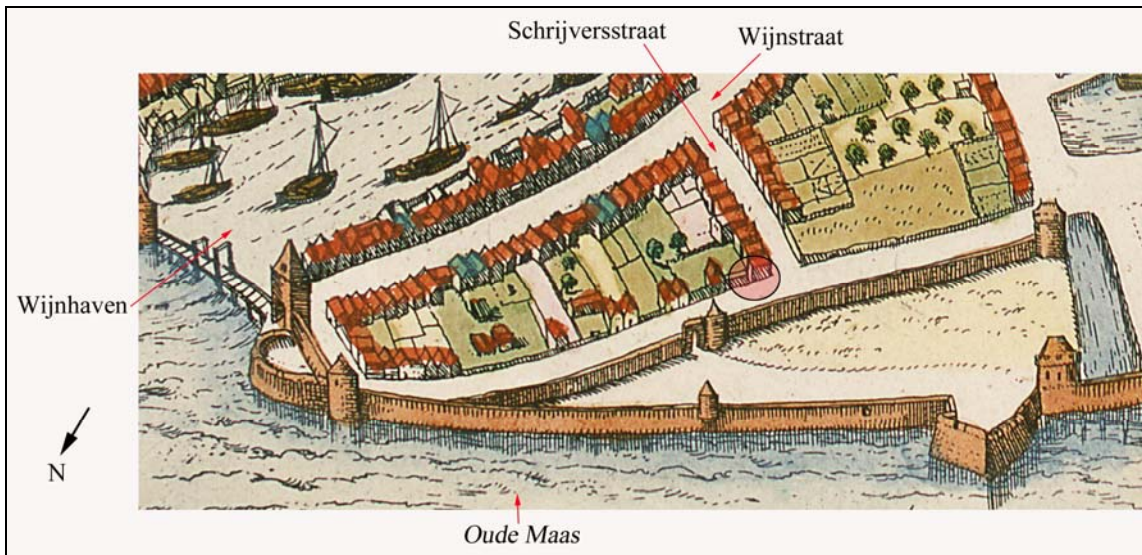 Schrijversstraat
Wijnstraat
Wijnhaven
N
Oude Maas